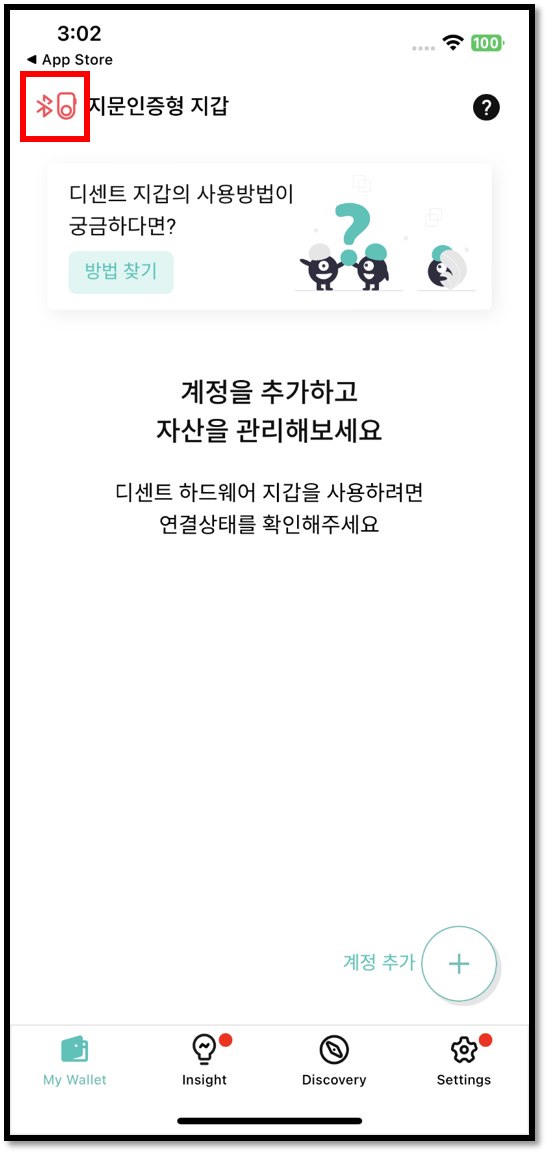 3:02
100
◀ App Store
지문인증형 지갑
?
디센트 지갑의 사용방법이
궁금하다면?
방법 찾기
?
계정을 추가하고
자산을 관리해보세요
디센트 하드웨어 지갑을 사용하려면
연결상태를 확인해주세요
계정 추가
+
My Wallet
Insight
Discovery
Settings